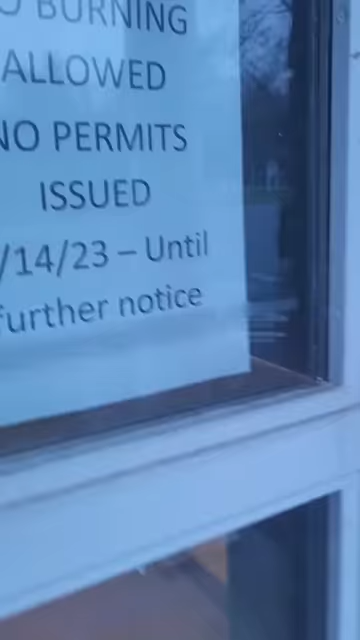 BURNING
ALLOWED
NO PERMITS
ISSUED
/14/23 – Until
further notice